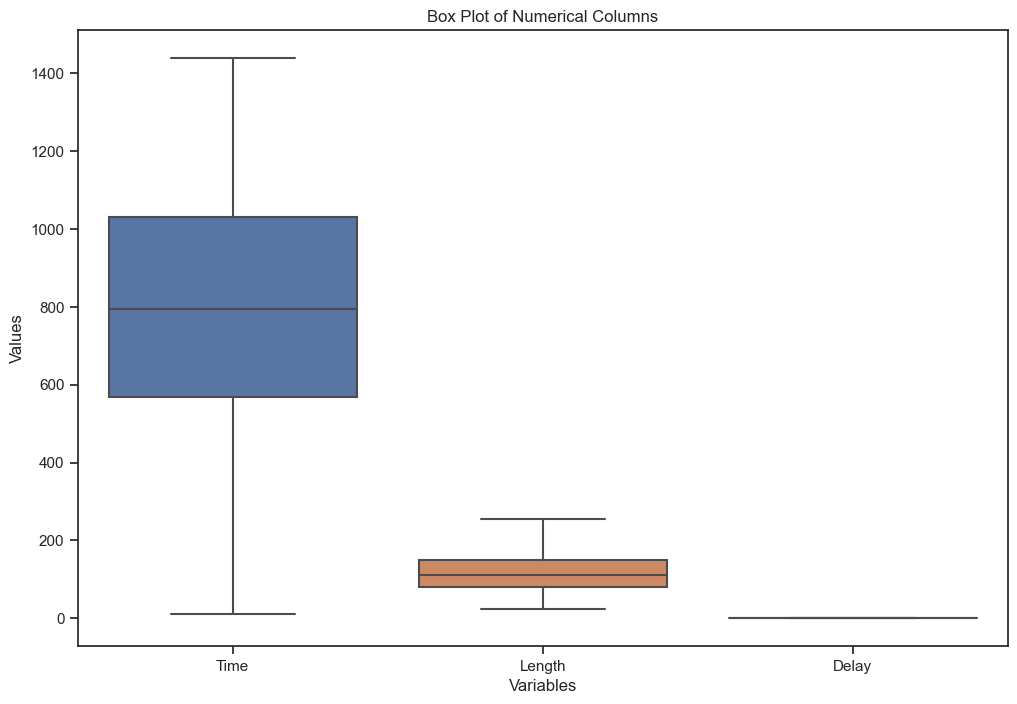 Box Plot of Numerical Columns
Values
1400
1200
1000
800
600
400
200
0
Time
Length
Delay
Variables